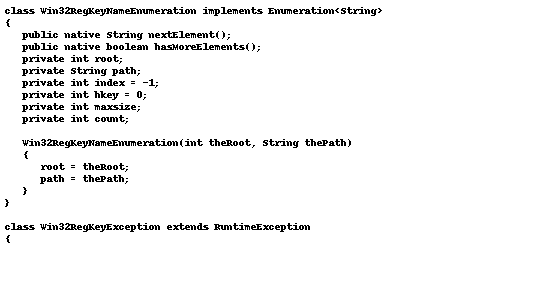 class Win32RegKeyNameEnumeration implements Enumeration<String>
{
   public native String nextElement();
   public native boolean hasMoreElements();
   private int root;
   private String path;
   private int index = -1;
   private int hkey = 0;
   private int maxsize;
   private int count;

   Win32RegKeyNameEnumeration(int theRoot, String thePath)
   {
      root = theRoot;
      path = thePath;
   }
}

class Win32RegKeyException extends RuntimeException
{